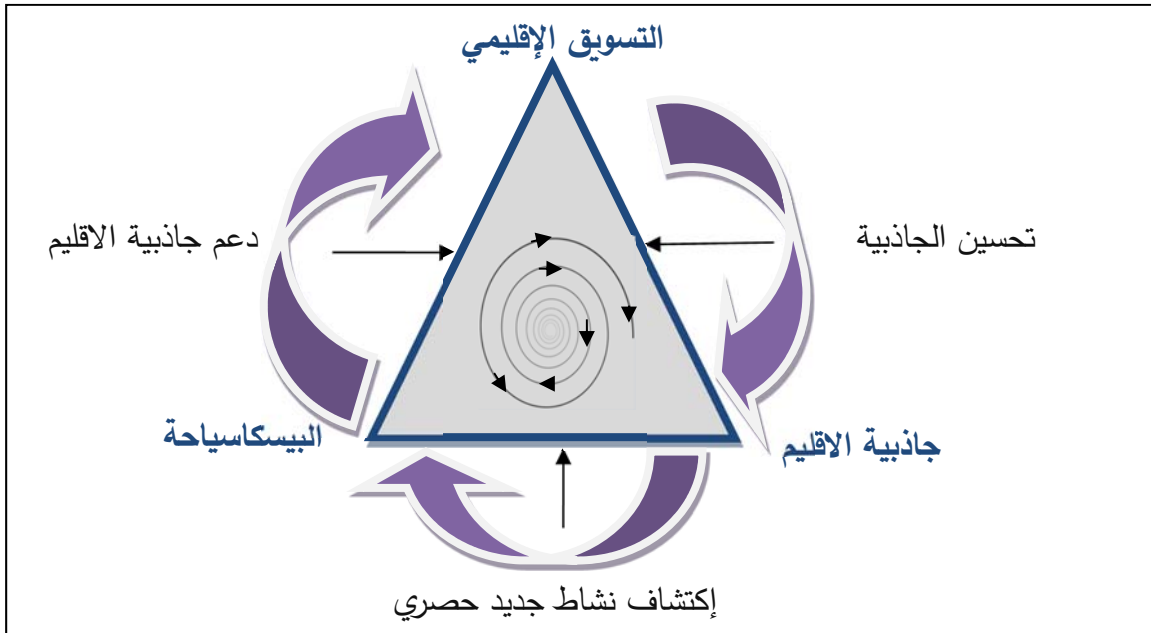 التسويق الإقليمي
تحسين الجاذبية
دعم جاذبية الاقليم
جاذبية الاقليم
البيسكاسياحة
إكتشاف نشاط جديد حصري